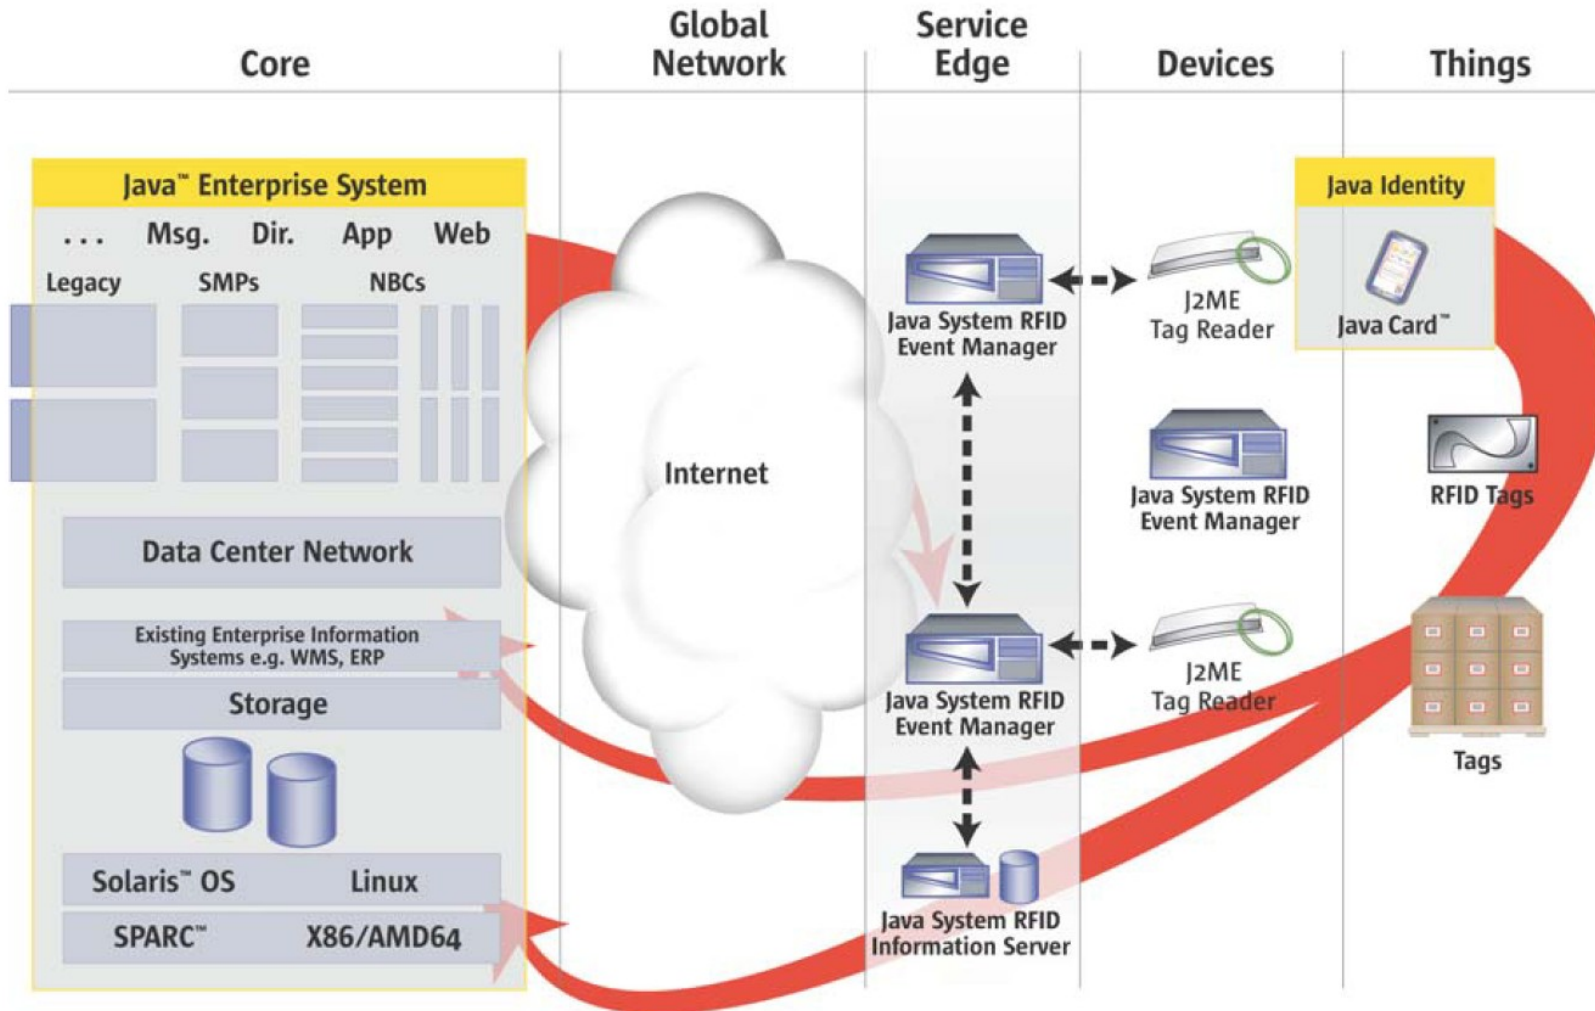 Core
Global
Network
Service
Edge
Devices
Things
Java™ Enterprise System
. . . Msg. Dir. App Web
Legacy SMPs NBCs
Data Center Network
Existing Enterprise Information
Systems e.g. WMS, ERP
Storage
Solaris™ OS Linux
SPARC™ X86/AMD64
Internet
Java System RFID
Event Manager
Java System RFID
Event Manager
Java System RFID
Information Server
J2ME
Tag Reader
Java System RFID
Event Manager
J2ME
Tag Reader
Java Identity
Java Card™
RFID Tags
Tags